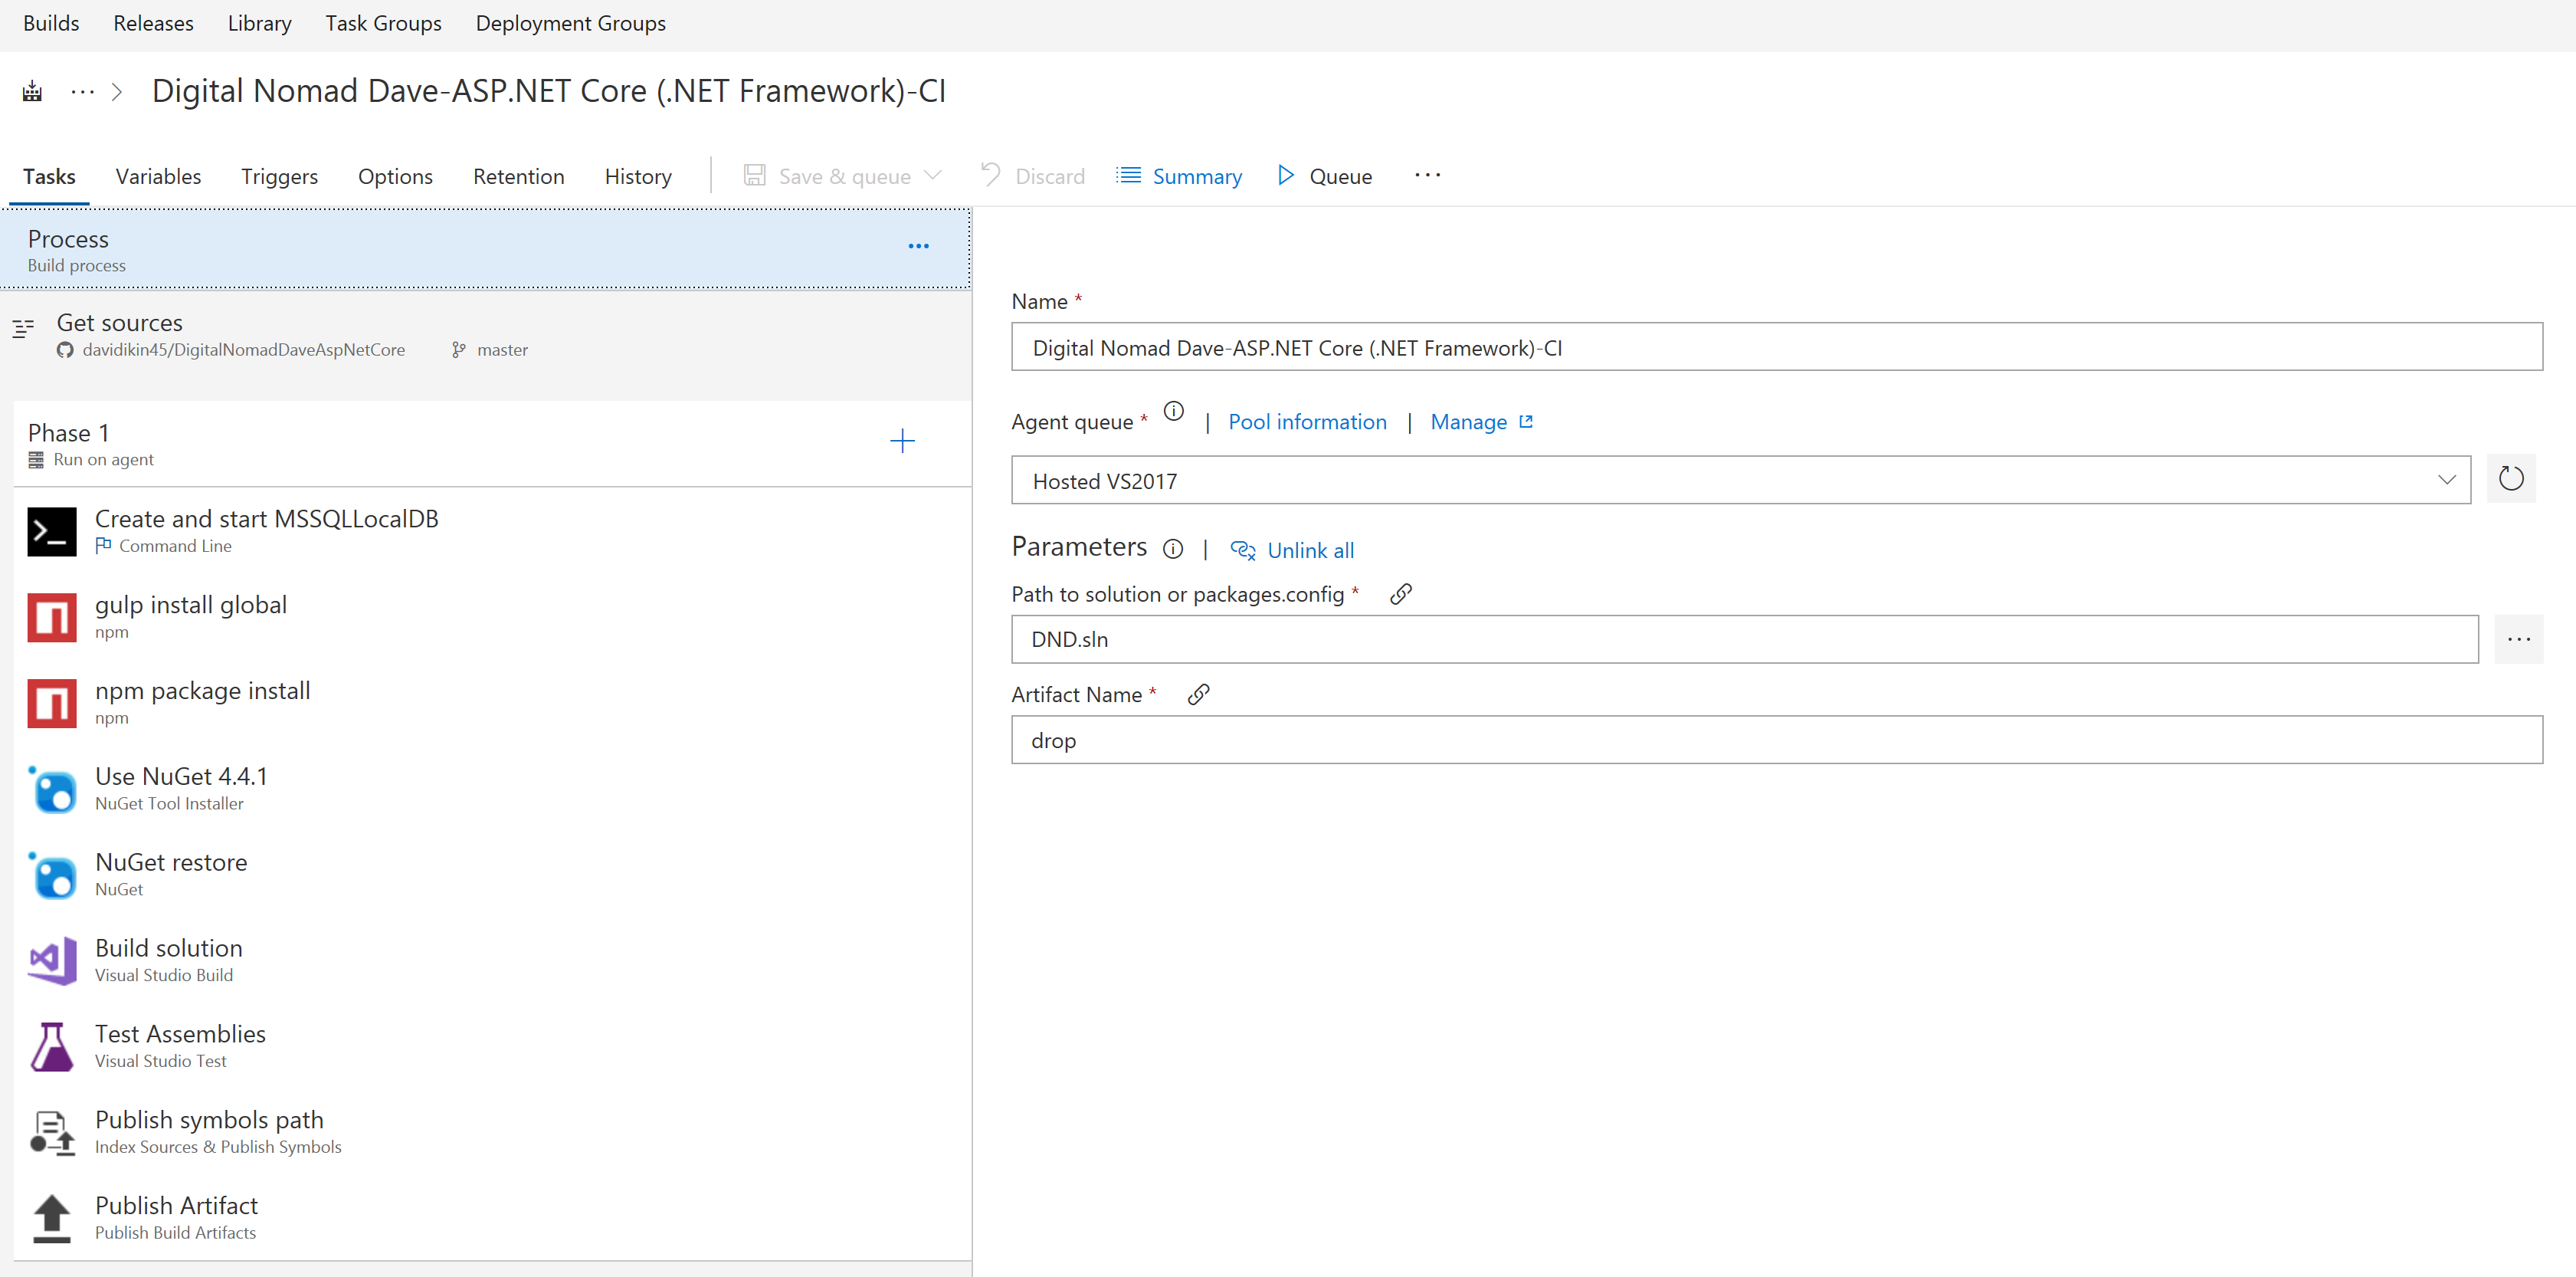 Builds Releases Library Task Groups Deployment Groups
··· > Digital Nomad Dave-ASP.NET Core (.NET Framework)-CI
Tasks Variables Triggers Options Retention History Save & queue Discard Summary Queue ···
Process ···
Build process
Get sources
davidikin45/DigitalNomadDaveAspNetCore master
Phase 1
Run on agent
Create and start MSSQLLocalDB
Command Line
gulp install global
npm
npm package install
npm
Use NuGet 4.4.1
NuGet Tool Installer
NuGet restore
NuGet
Build solution
Visual Studio Build
Test Assemblies
Visual Studio Test
Publish symbols path
Index Sources & Publish Symbols
Publish Artifact
Publish Build Artifacts
Name *
Digital Nomad Dave-ASP.NET Core (.NET Framework)-CI
Agent queue * | Pool information | Manage
Hosted VS2017
Parameters | Unlink all
Path to solution or packages.config *
DND.sln
···
Artifact Name *
drop